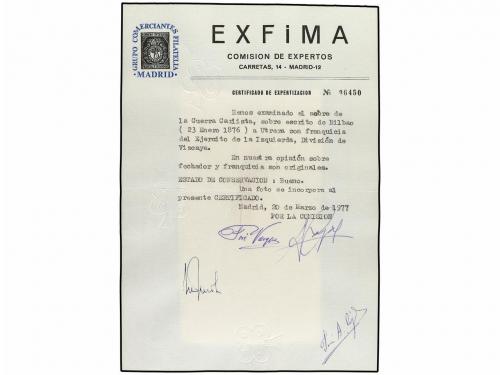 GRUPO COMERCIANTES FILATELIA
·MADRID·
EXFiMA
COMISION DE EXPERTOS
CARRETAS, 14 - MADRID-12
CERTIFICADO DE EXPERTIZACION Nº 06450
Hemos examinado el sobre de
la Guerra Carlista, sobre escrito de Bilbao
( 23 Enero 1876 ) a Utrera con franquicia
del Ejercito de la Izquierda, División de
Vizcaya.
En nuestra opinión sobre
fechador y franquicia son originales.
ESTADO DE CONSERVACION : Bueno.
Una foto se incorpora al
presente CERTIFICADO.
Madrid, 20 de Marzo de 1977
POR LA COMISION